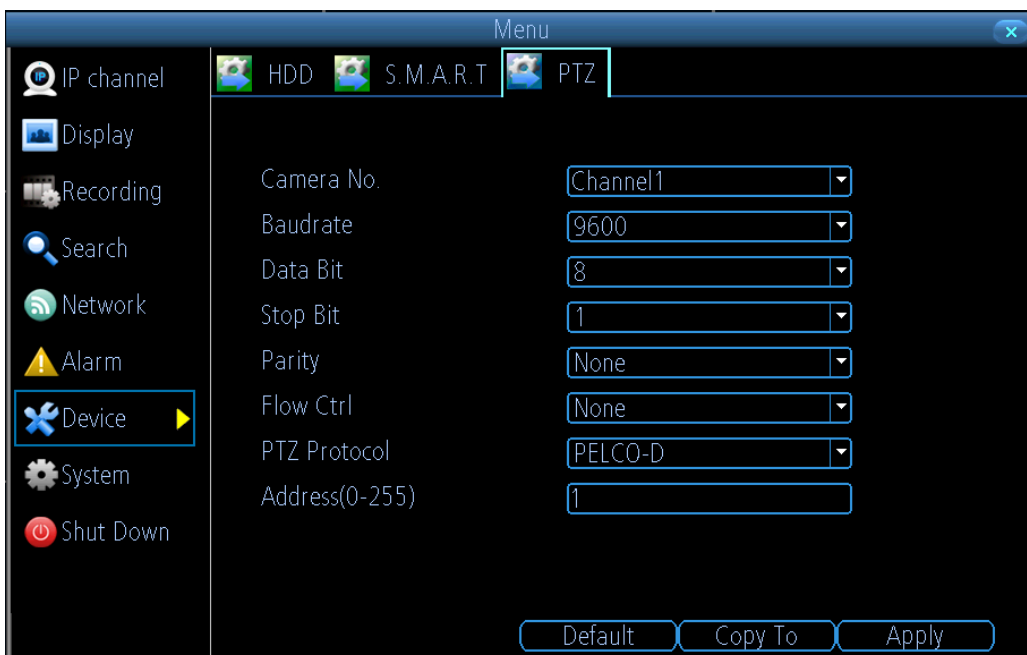 Menu
IP channel
Display
Recording
Search
Network
Alarm
Device
System
Shut Down
HDD S.M.A.R.T PTZ
Camera No. Channel1
Baudrate 9600
Data Bit 8
Stop Bit 1
Parity None
Flow Ctrl None
PTZ Protocol PELCO-D
Address(0-255) 1
Default Copy To Apply